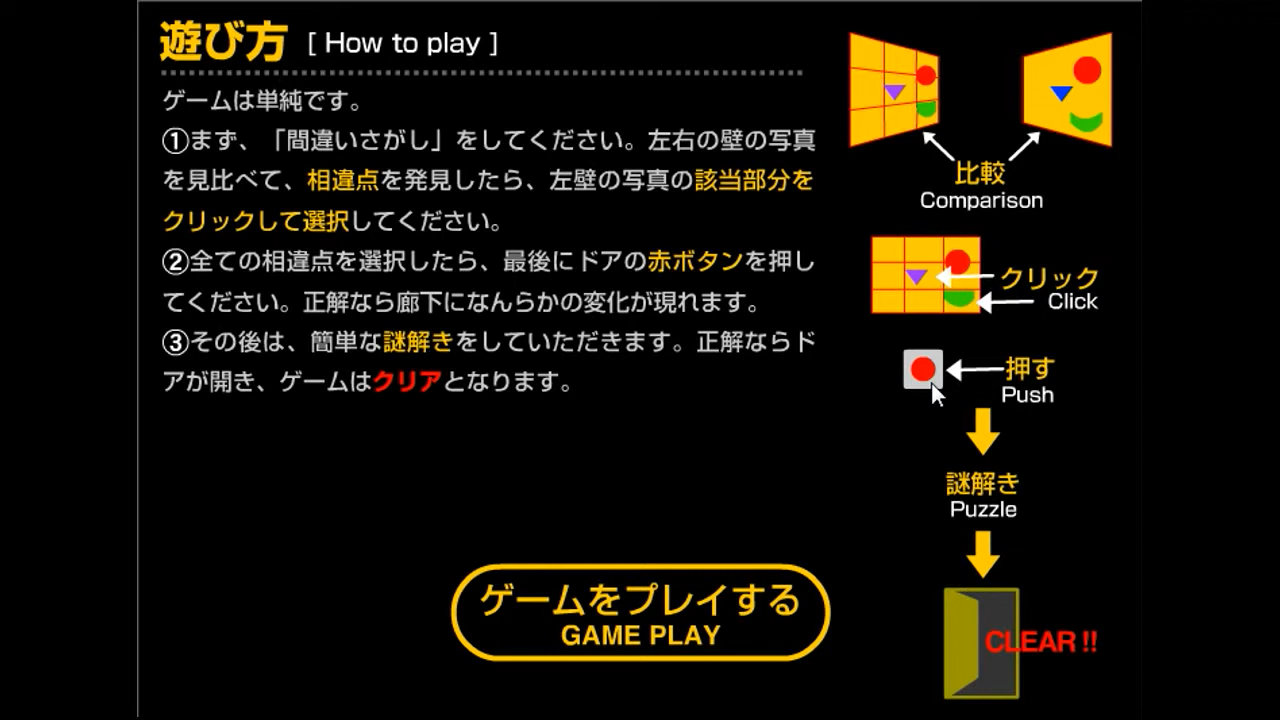 遊び方 [ How to play ]
ゲームは単純です。
①まず、「間違いさがし」をしてください。左右の壁の写真
を見比べて、相違点を発見したら、左壁の写真の該当部分を
クリックして選択してください。
②全ての相違点を選択したら、最後にドアの赤ボタンを押し
てください。正解なら廊下になんらかの変化が現れます。
③その後は、簡単な謎解きをしていただきます。正解ならド
アが開き、ゲームはクリアとなります。
比較
Comparison
クリック
Click
押す
Push
謎解き
Puzzle
CLEAR !!
ゲームをプレイする
GAME PLAY